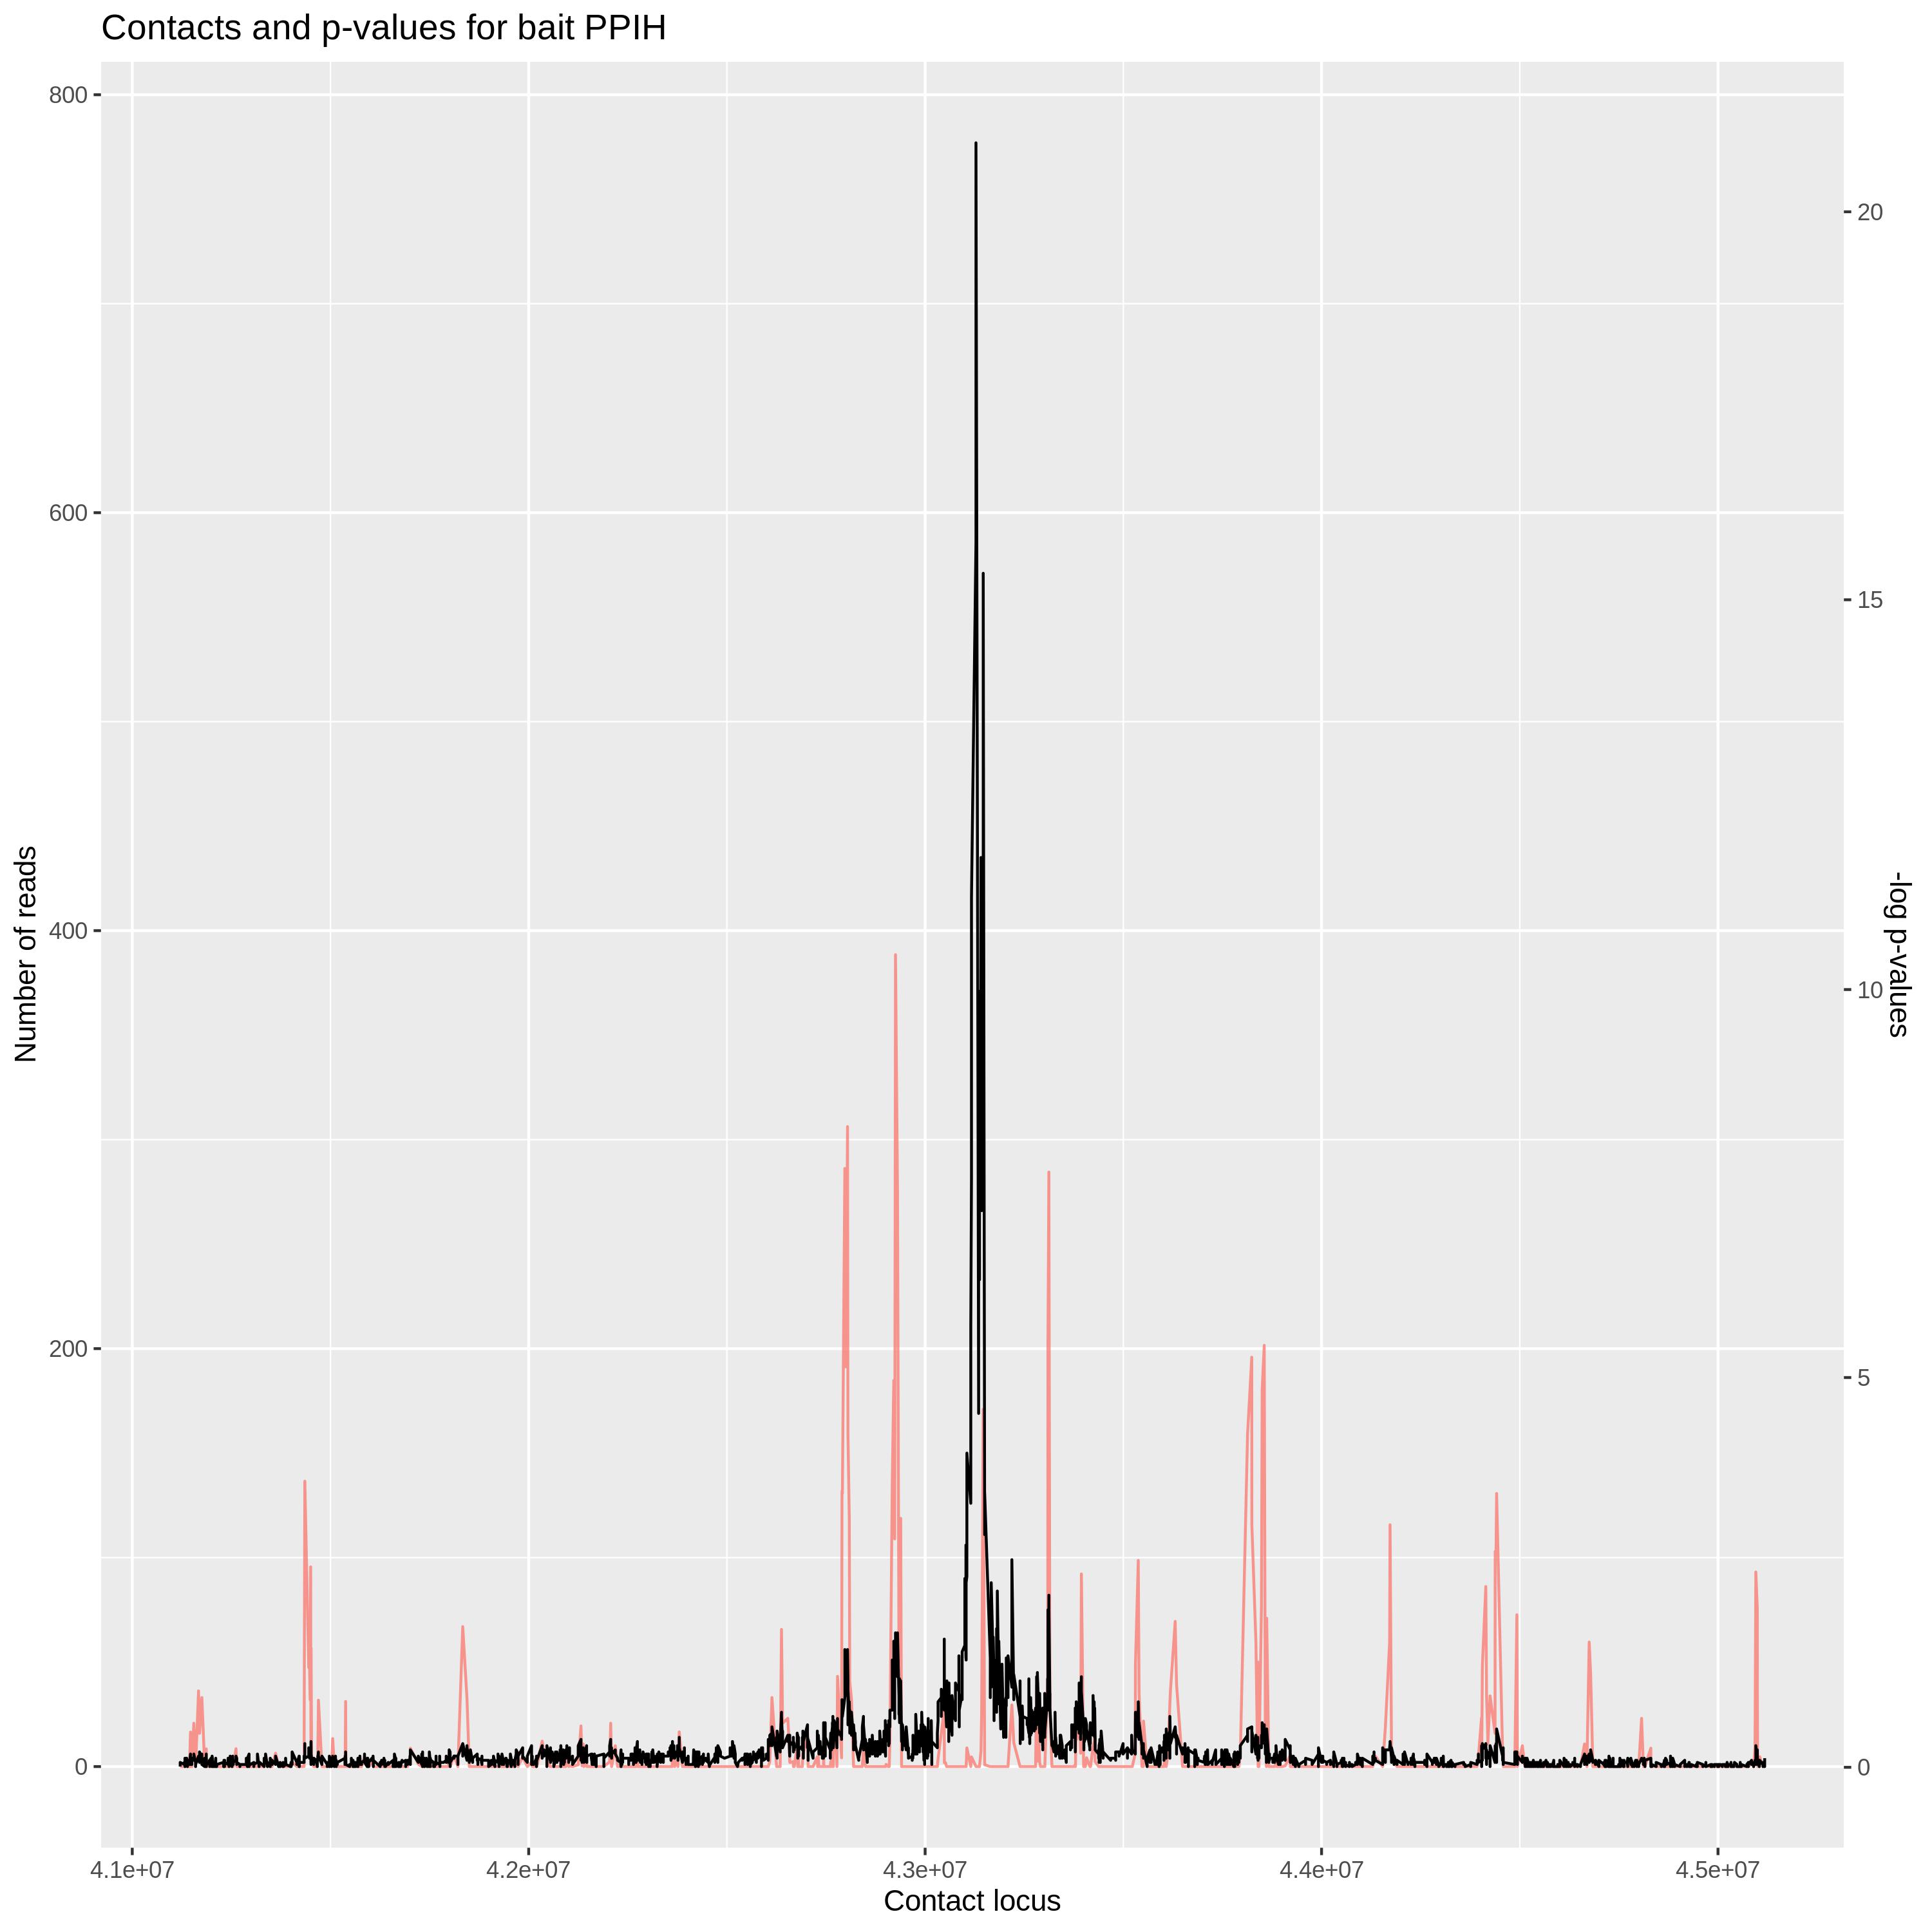 Contacts and p-values for bait PPIH
800
600
400
200
0
Number of reads
20
15
10
5
0
-log p-values
4.1e+07
4.2e+07
4.3e+07
4.4e+07
4.5e+07
Contact locus